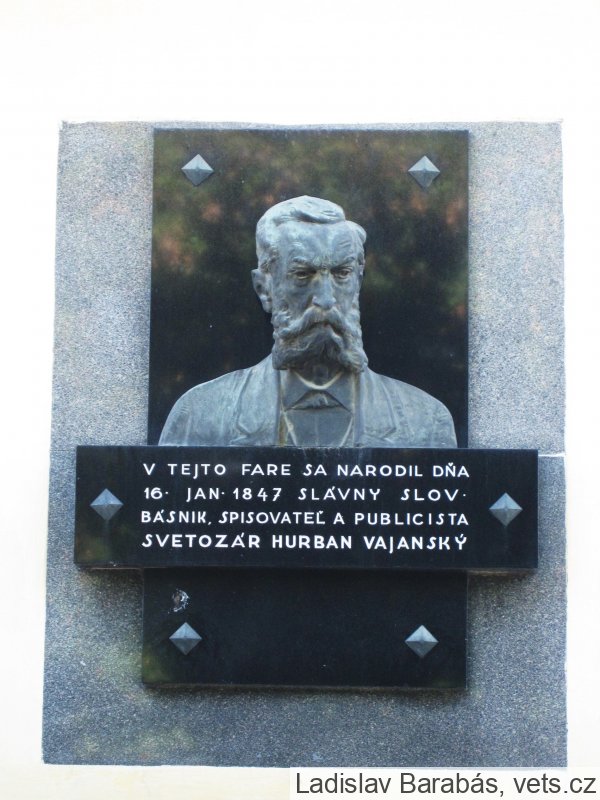 V TEJTO FARE SA NARODIL DŇA
16· JAN· 1847 SLÁVNY SLOV·
BÁSNIK, SPISOVATEĽ A PUBLICISTA
SVETOZÁR HURBAN VAJANSKÝ
Ladislav Barabás, vets.cz